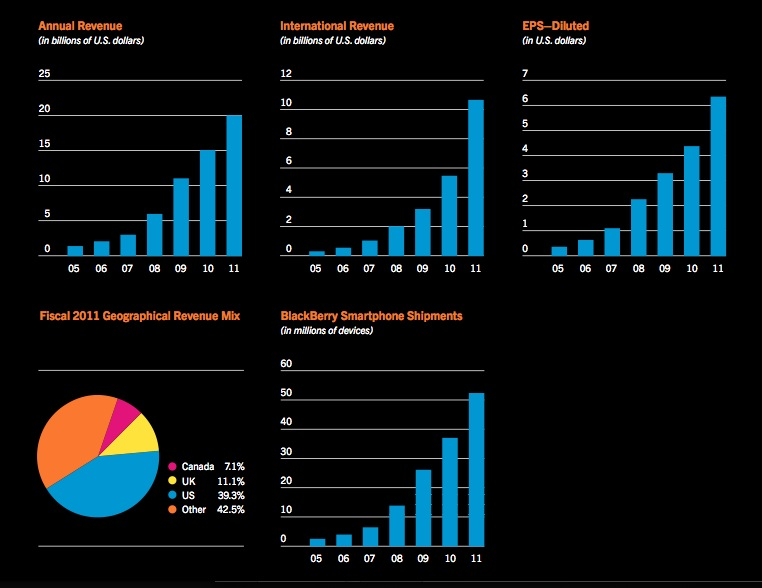 Annual Revenue
(in billions of U.S. dollars)
25
20
15
10
5
0
05 06 07 08 09 10 11
International Revenue
(in billions of U.S. dollars)
12
10
8
6
4
2
0
05 06 07 08 09 10 11
EPS—Diluted
(in U.S. dollars)
7
6
5
4
3
2
1
0
05 06 07 08 09 10 11
Fiscal 2011 Geographical Revenue Mix
Canada 7.1%
UK 11.1%
US 39.3%
Other 42.5%
BlackBerry Smartphone Shipments
(in millions of devices)
60
50
40
30
20
10
0
05 06 07 08 09 10 11